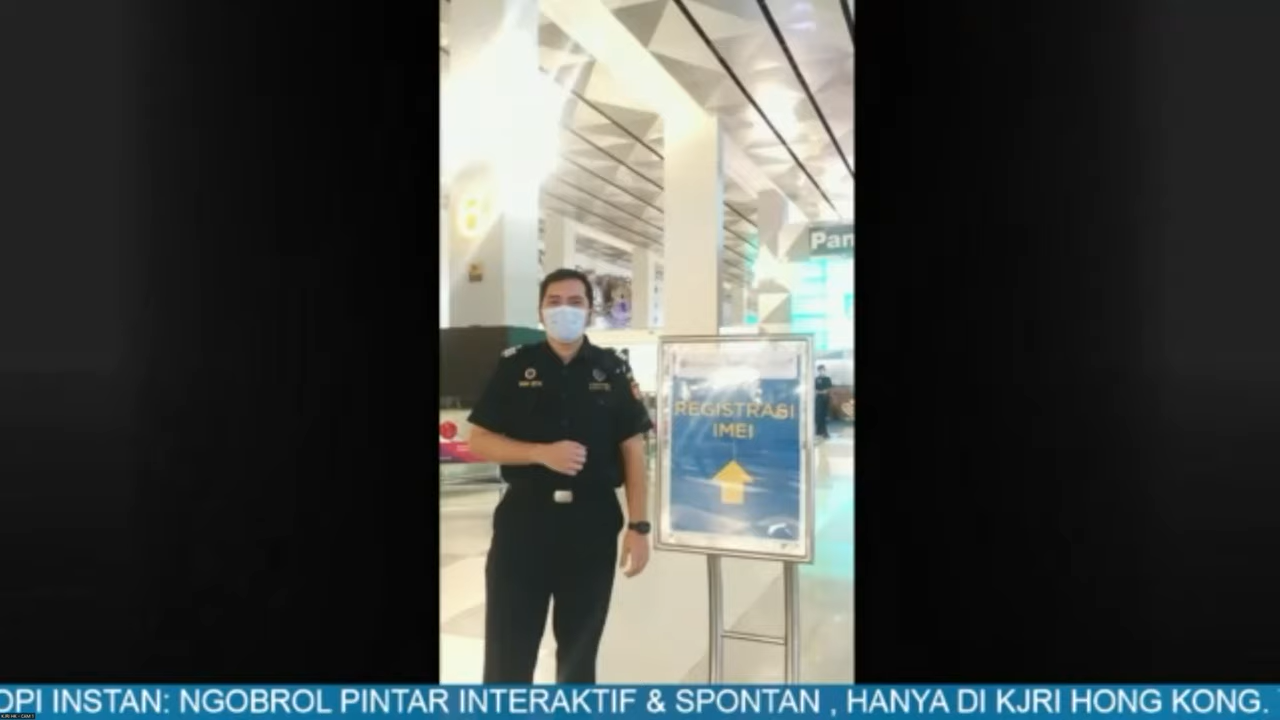 Pan
REGISTRASI
IMEI
OPI INSTAN: NGOBROL PINTAR INTERAKTIF & SPONTAN , HANYA DI KJRI HONG KONG.